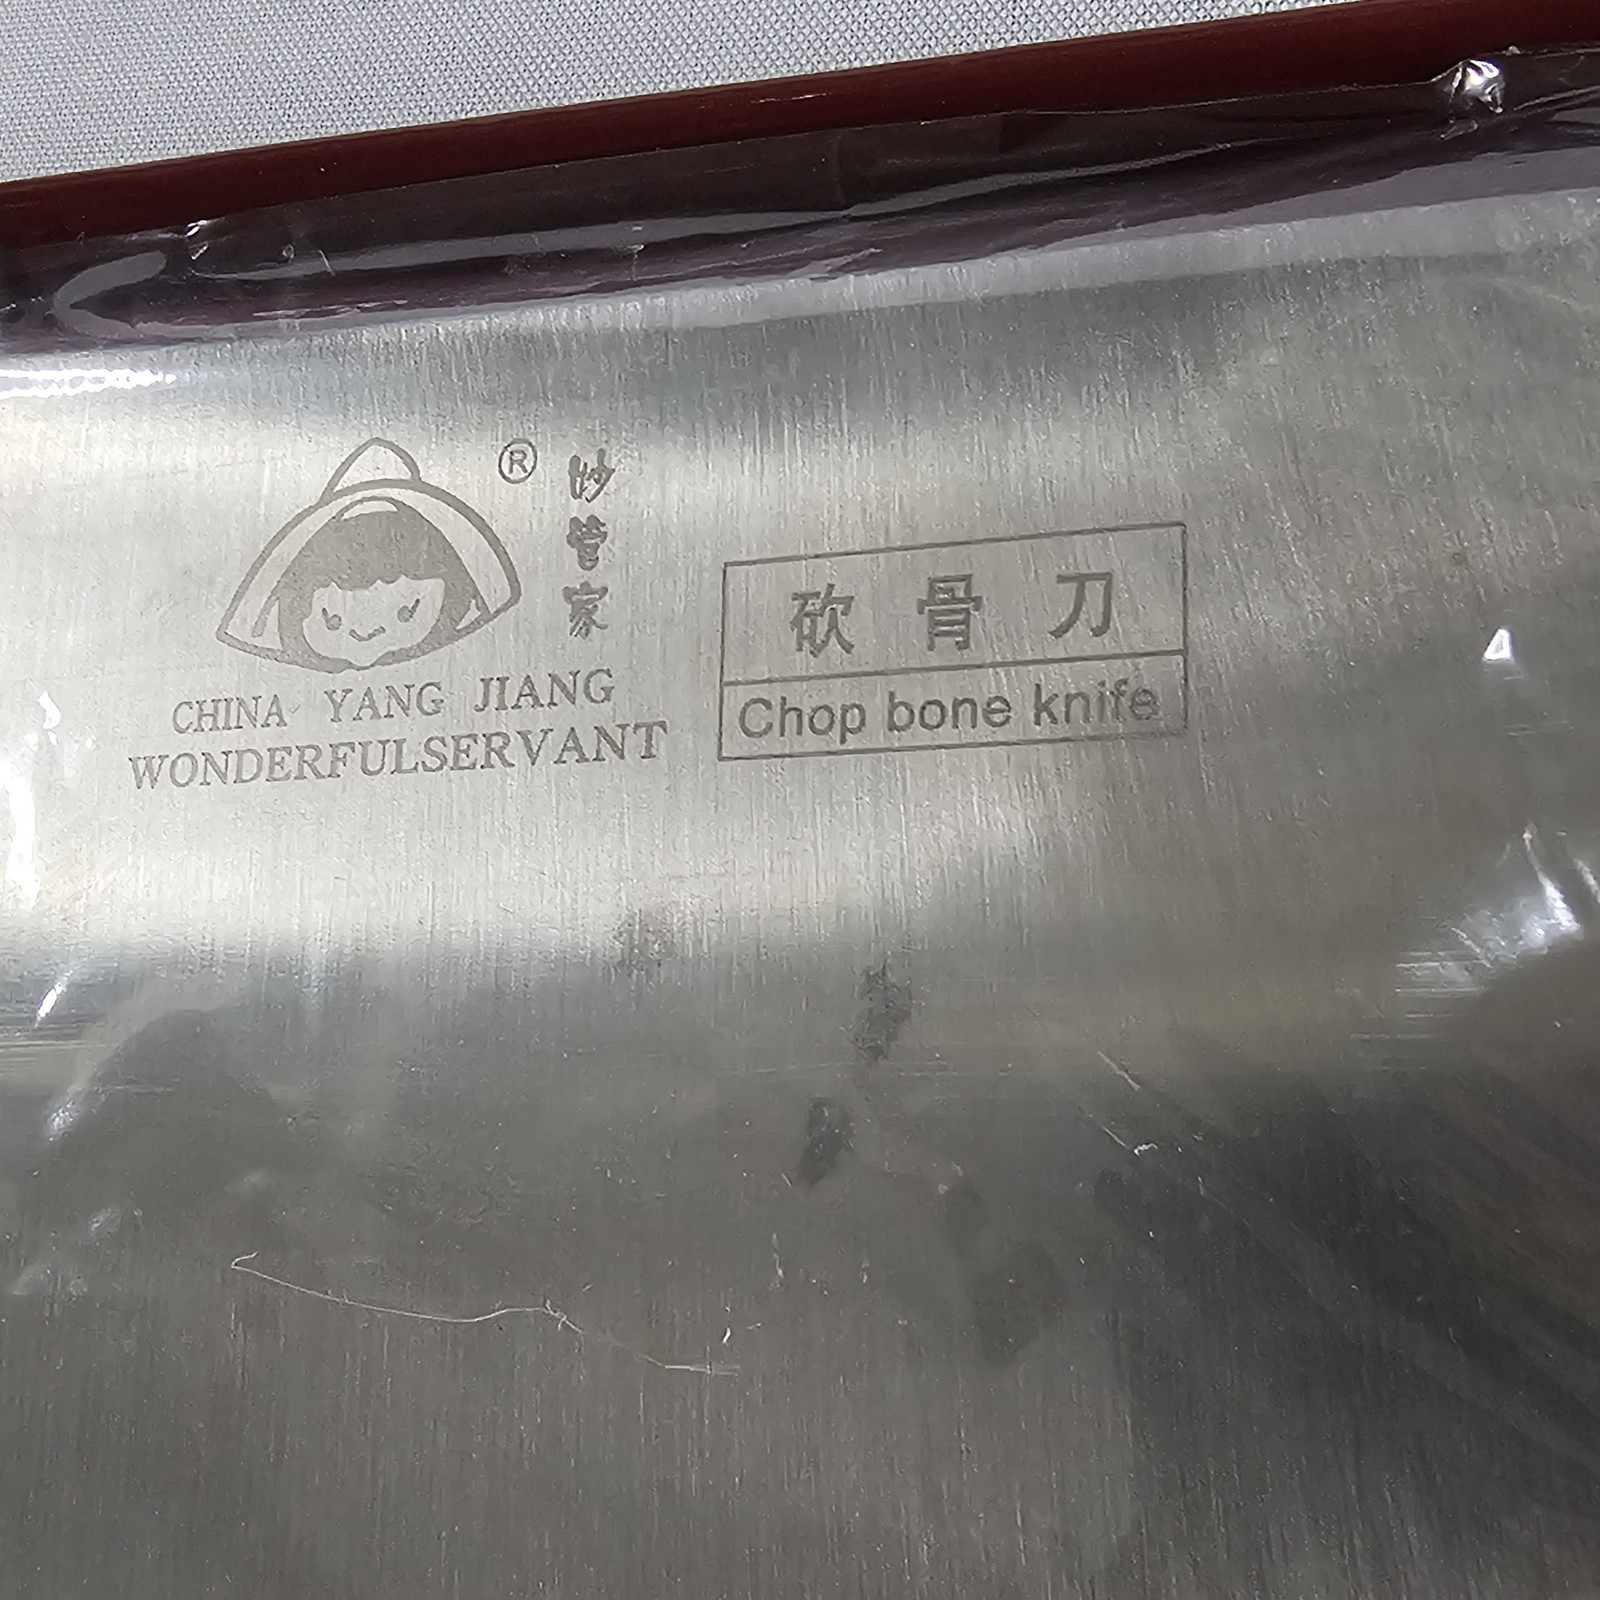 ®
妙管家
CHINA YANG JIANG
WONDERFULSERVANT
砍骨刀
Chop bone knife